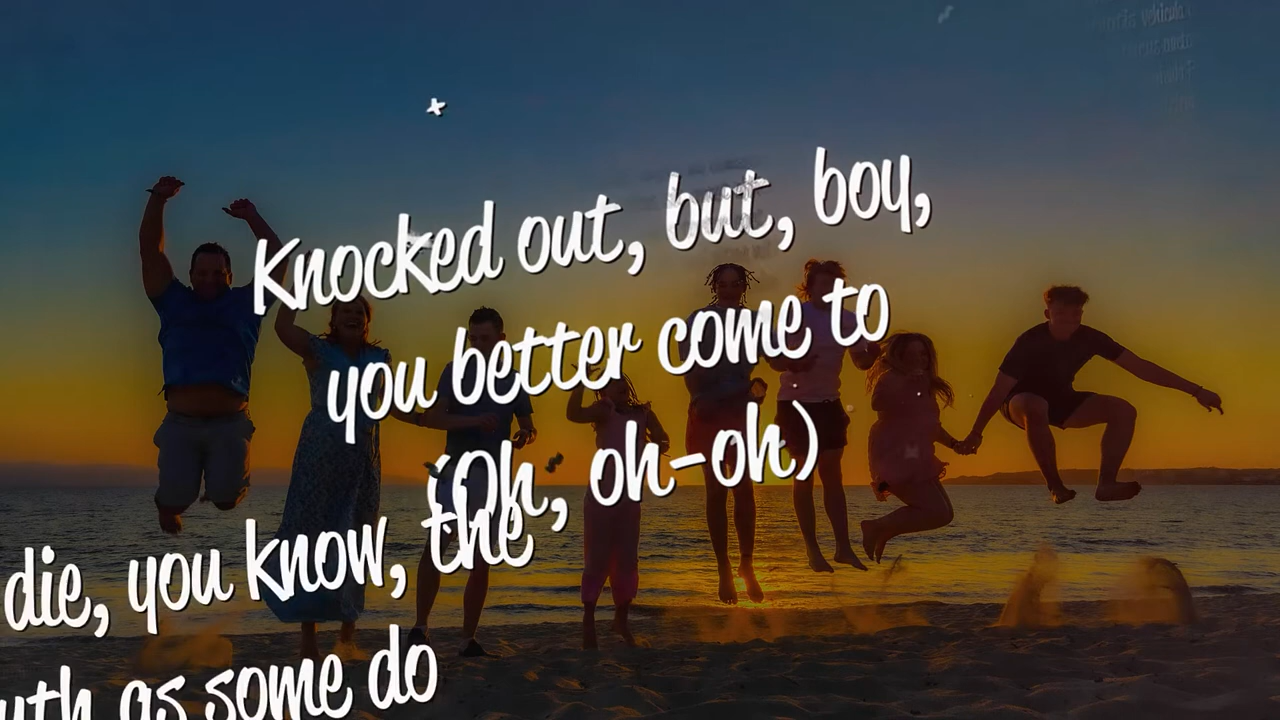 Knocked out, but, boy,
you better come to
(Oh, oh-oh)
die, you know, the
as some do